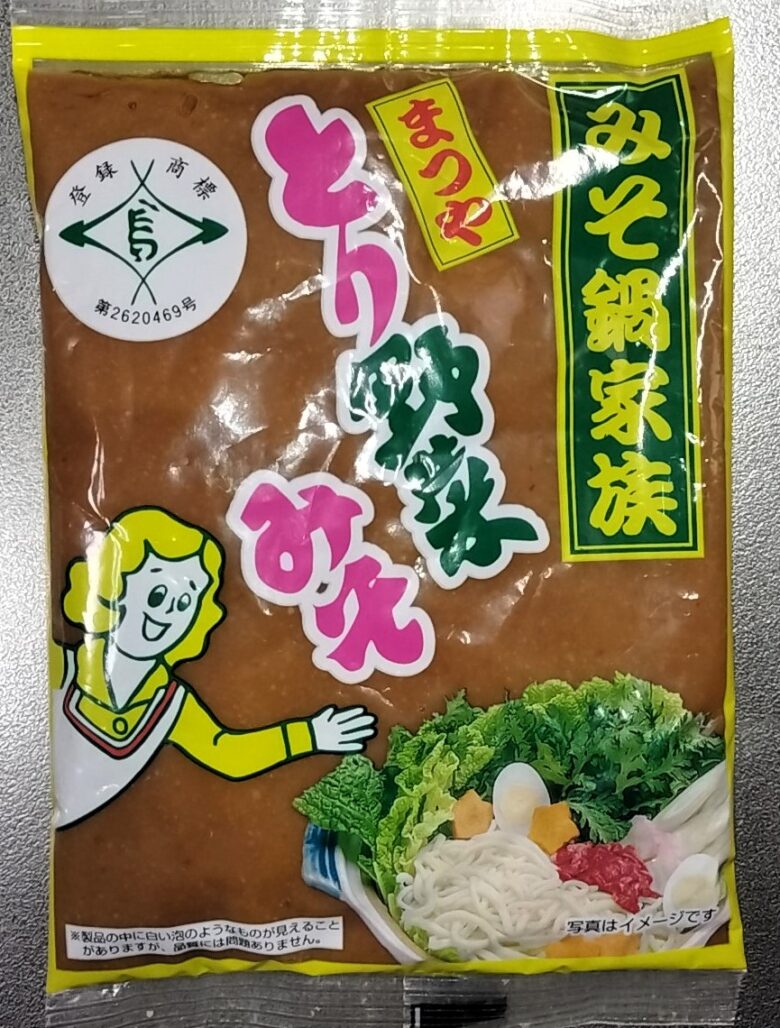 みそ鍋家族
まつや
とり
野菜
みそ
登録商標
鳥
第2620469号
※製品の中に白い泡のようなものが見えること
がありますが、品質には問題ありません。
写真はイメージです